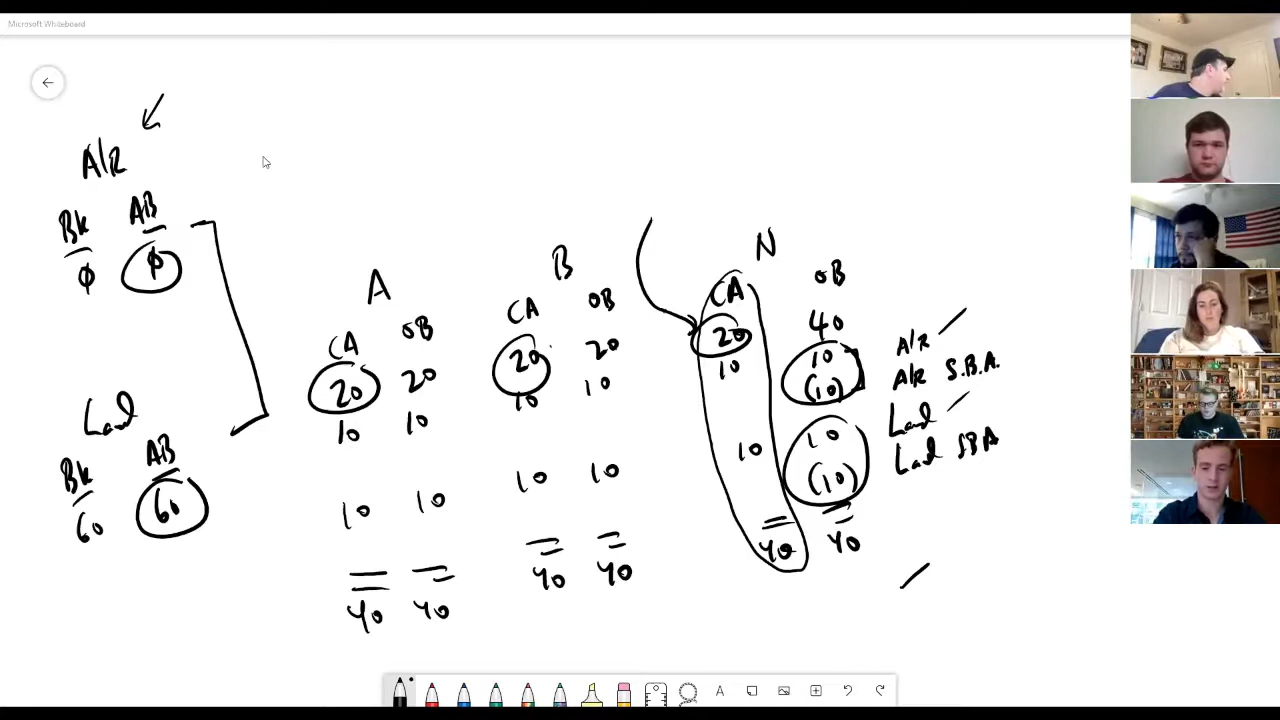 Microsoft Whiteboard
A/R
Bk AB
φ φ
Land
Bk AB
60 60
A
CA OB
20 20
10 10
10 10
40 40
B
CA OB
20 20
10 10
10 10
40 40
N
CA OB
40
20 10 A/R
10 (10) A/R S.B.A.
10 10 Land
(10) Land SBA
40 40
A